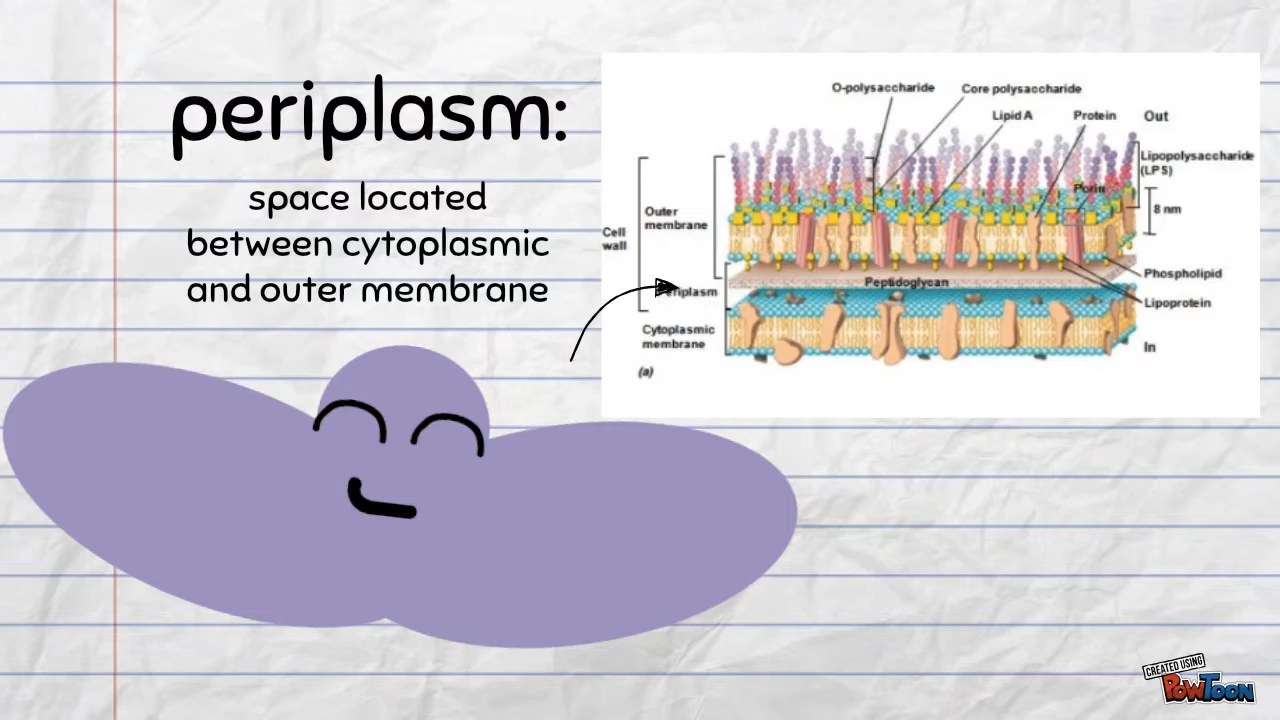 periplasm:
space located
between cytoplasmic
and outer membrane
O-polysaccharide
Core polysaccharide
Lipid A
Protein
Out
Lipopolysaccharide
(LPS)
Porin
8 nm
Outer
membrane
Cell
wall
Phospholipid
Peptidoglycan
Lipoprotein
Cytoplasmic
membrane
In
(a)
CREATED USING
POWTOON